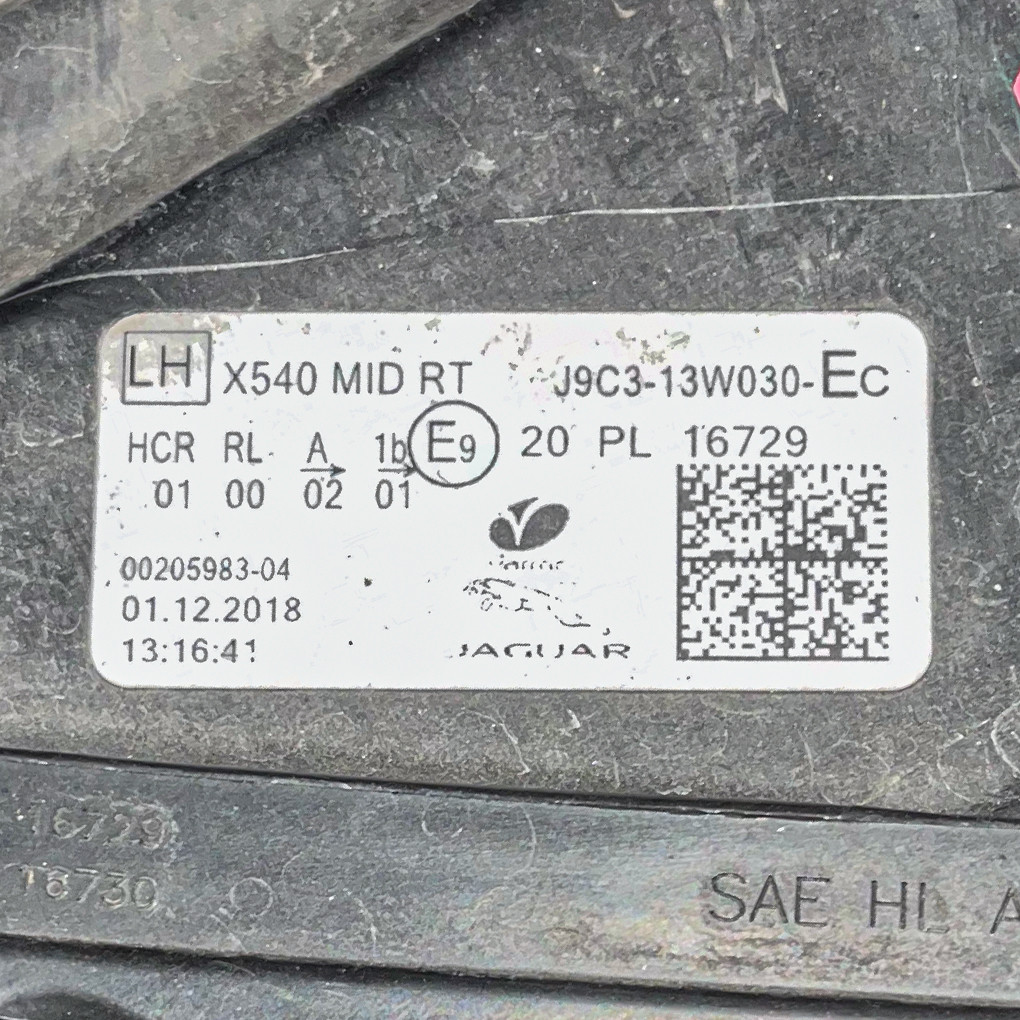 LH X540 MID RT J9C3-13W030-EC
HCR RL A 1b E9 20 PL 16729
01 00 02 01
00205983-04
01.12.2018
13:16:41
JAGUAR
16729
16730
SAE HL A